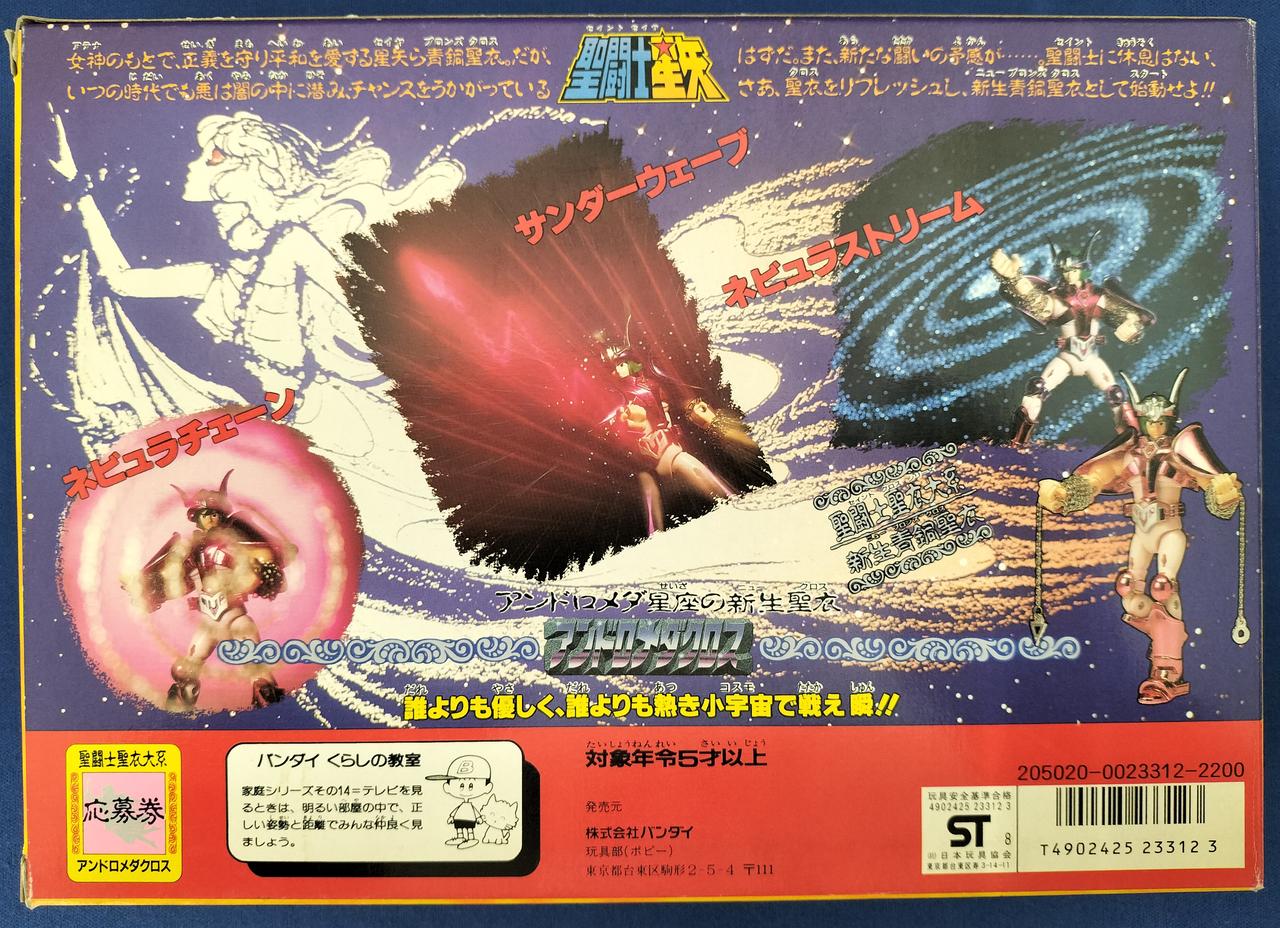 聖闘士星矢
女神のもとで、正義を守り平和を愛する星矢ら青銅聖衣。だが、
いつの時代でも悪は闇の中に潜み、チャンスをうかがっている
はずだ。また、新たな闘いの予感が……。聖闘士に休息はない、
さあ、聖衣をリフレッシュし、新生青銅聖衣として始動せよ!!
サンダーウェーブ
ネビュラストリーム
ネビュラチェーン
聖闘士聖衣大系
新生青銅聖衣
アンドロメダ星座の新生聖衣
アンドロメダクロス
誰よりも優しく、誰よりも熱き小宇宙で戦え 瞬!!
聖闘士聖衣大系
応募券
アンドロメダクロス
バンダイ くらしの教室
家庭シリーズその14=テレビを見
るときは、明るい部屋の中で、正
しい姿勢と距離でみんな仲良く見
ましょう。
B
対象年令5才以上
発売元
株式会社バンダイ
玩具部(ポピー)
東京都台東区駒形2-5-4 〒111
205020-0023312-2200
玩具安全基準合格
4902425 23312 3
ST 8
(社)日本玩具協会
東京都台東区寿3-14-11
T4902425 23312 3